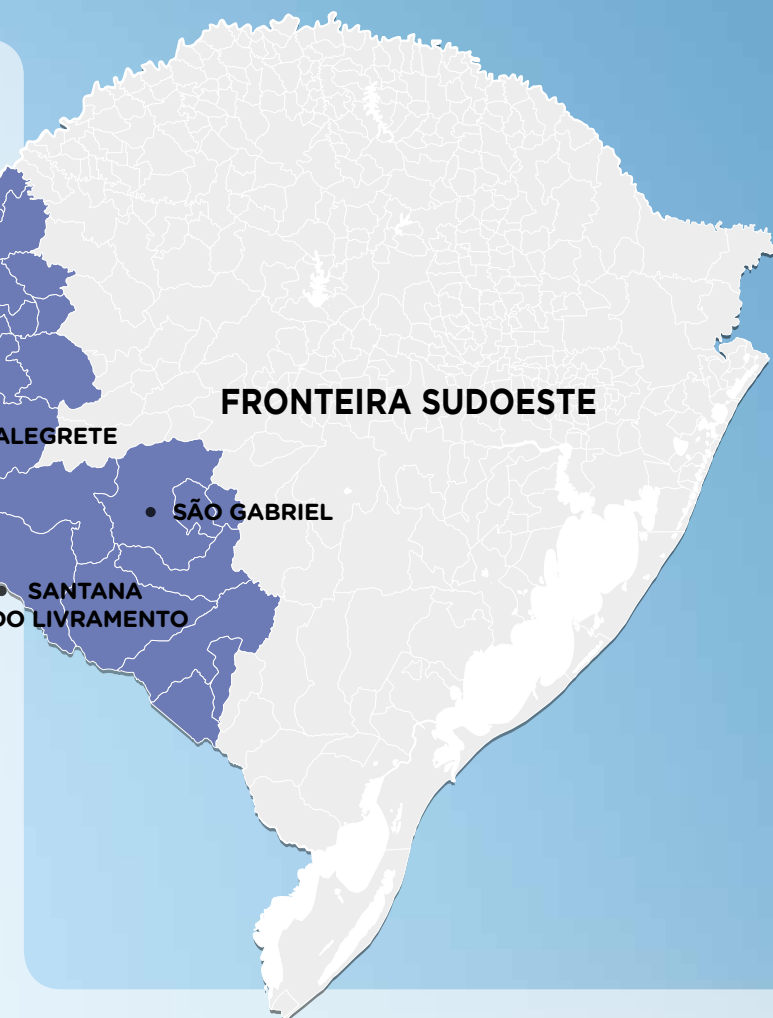 FRONTEIRA SUDOESTE
ALEGRETE
SÃO GABRIEL
SANTANA
DO LIVRAMENTO